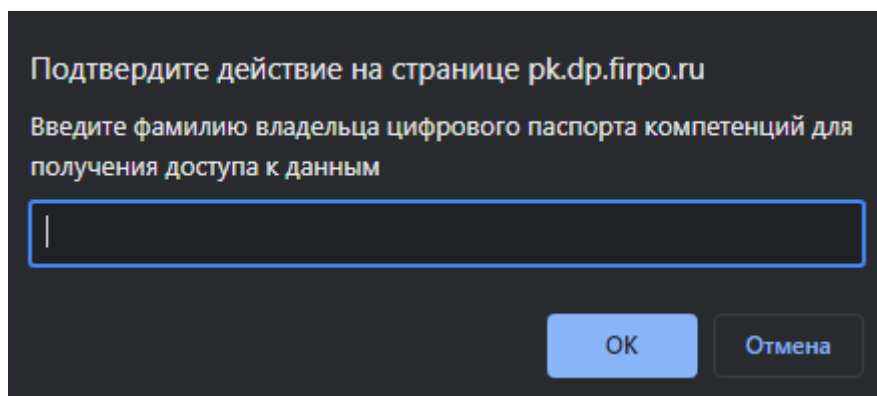 Подтвердите действие на странице pk.dp.firpo.ru
Введите фамилию владельца цифрового паспорта компетенций для
получения доступа к данным
ОК
Отмена